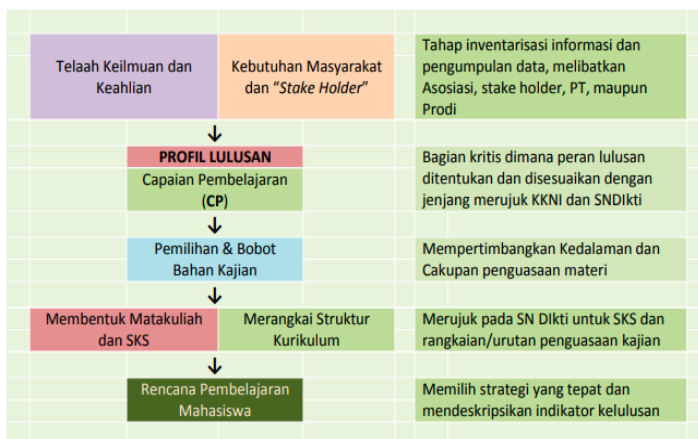 Telaah Keilmuan dan
Keahlian
Kebutuhan Masyarakat
dan “Stake Holder”
Tahap inventarisasi informasi dan
pengumpulan data, melibatkan
Asosiasi, stake holder, PT, maupun
Prodi
↓
PROFIL LULUSAN
Capaian Pembelajaran
(CP)
Bagian kritis dimana peran lulusan
ditentukan dan disesuaikan dengan
jenjang merujuk KKNI dan SNDIkti
↓
Pemilihan & Bobot
Bahan Kajian
Mempertimbangkan Kedalaman dan
Cakupan penguasaan materi
↓
Membentuk Matakuliah
dan SKS
Merangkai Struktur
Kurikulum
Merujuk pada SN DIkti untuk SKS dan
rangkaian/urutan penguasaan kajian
↓
Rencana Pembelajaran
Mahasiswa
Memilih strategi yang tepat dan
mendeskripsikan indikator kelulusan